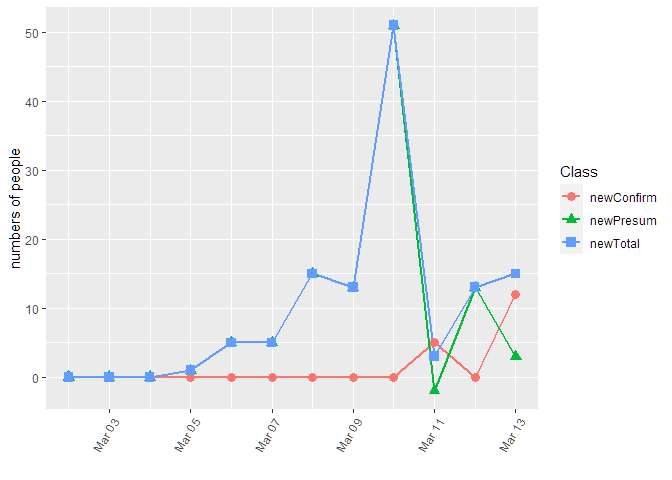 numbers of people
50
40
30
20
10
0
Mar 03
Mar 05
Mar 07
Mar 09
Mar 11
Mar 13
Class
newConfirm
newPresum
newTotal